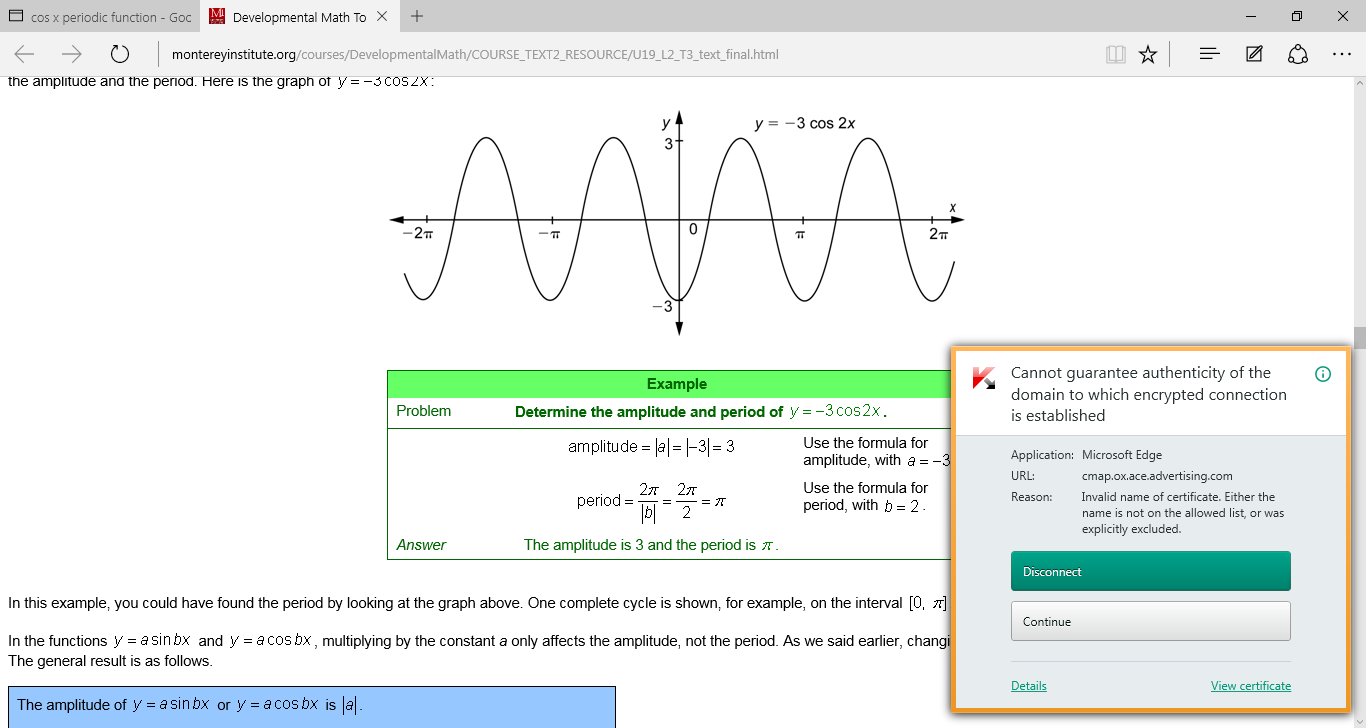 cos x periodic function - Goc
Developmental Math To
montereyinstitute.org/courses/DevelopmentalMath/COURSE_TEXT2_RESOURCE/U19_L2_T3_text_final.html
the amplitude and the period. Here is the graph of y = −3cos2x:
y
y = −3 cos 2x
3
x
−2π
−π
0
π
2π
−3
Example
Problem
Determine the amplitude and period of y = −3cos2x.
amplitude = |a| = |−3| = 3
Use the formula for
amplitude, with a = −3
period = 2π/|b| = 2π/2 = π
Use the formula for
period, with b = 2.
Answer
The amplitude is 3 and the period is π.
In this example, you could have found the period by looking at the graph above. One complete cycle is shown, for example, on the interval [0, π]
In the functions y = a sin bx and y = a cos bx, multiplying by the constant a only affects the amplitude, not the period. As we said earlier, changi
The general result is as follows.
The amplitude of y = a sin bx or y = a cos bx is |a|.
Cannot guarantee authenticity of the
domain to which encrypted connection
is established
Application: Microsoft Edge
URL: cmap.ox.ace.advertising.com
Reason: Invalid name of certificate. Either the
name is not on the allowed list, or was
explicitly excluded.
Disconnect
Continue
Details
View certificate